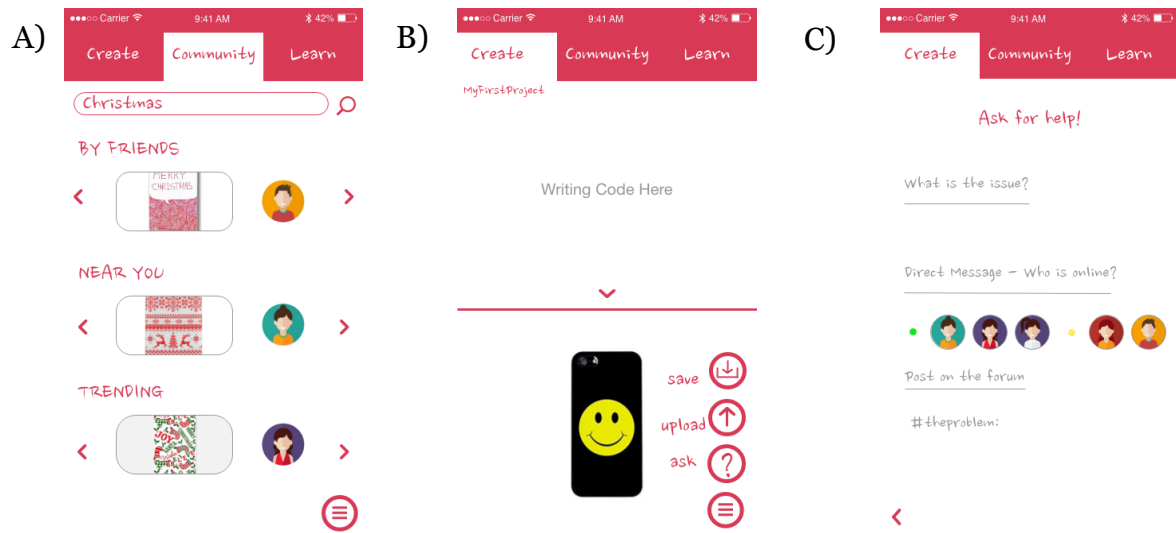 A)
●●●○○ Carrier 9:41 AM 42%
Create Community Learn
Christmas
BY FRIENDS
MERRY
CHRISTMAS
NEAR YOU
TRENDING
JOY
B)
●●●○○ Carrier 9:41 AM 42%
Create Community Learn
MyFirstProject
Writing Code Here
save
upload
ask
?
C)
●●●○○ Carrier 9:41 AM 42%
Create Community Learn
Ask for help!
What is the issue?
Direct Message - Who is online?
Post on the forum
#theproblem: